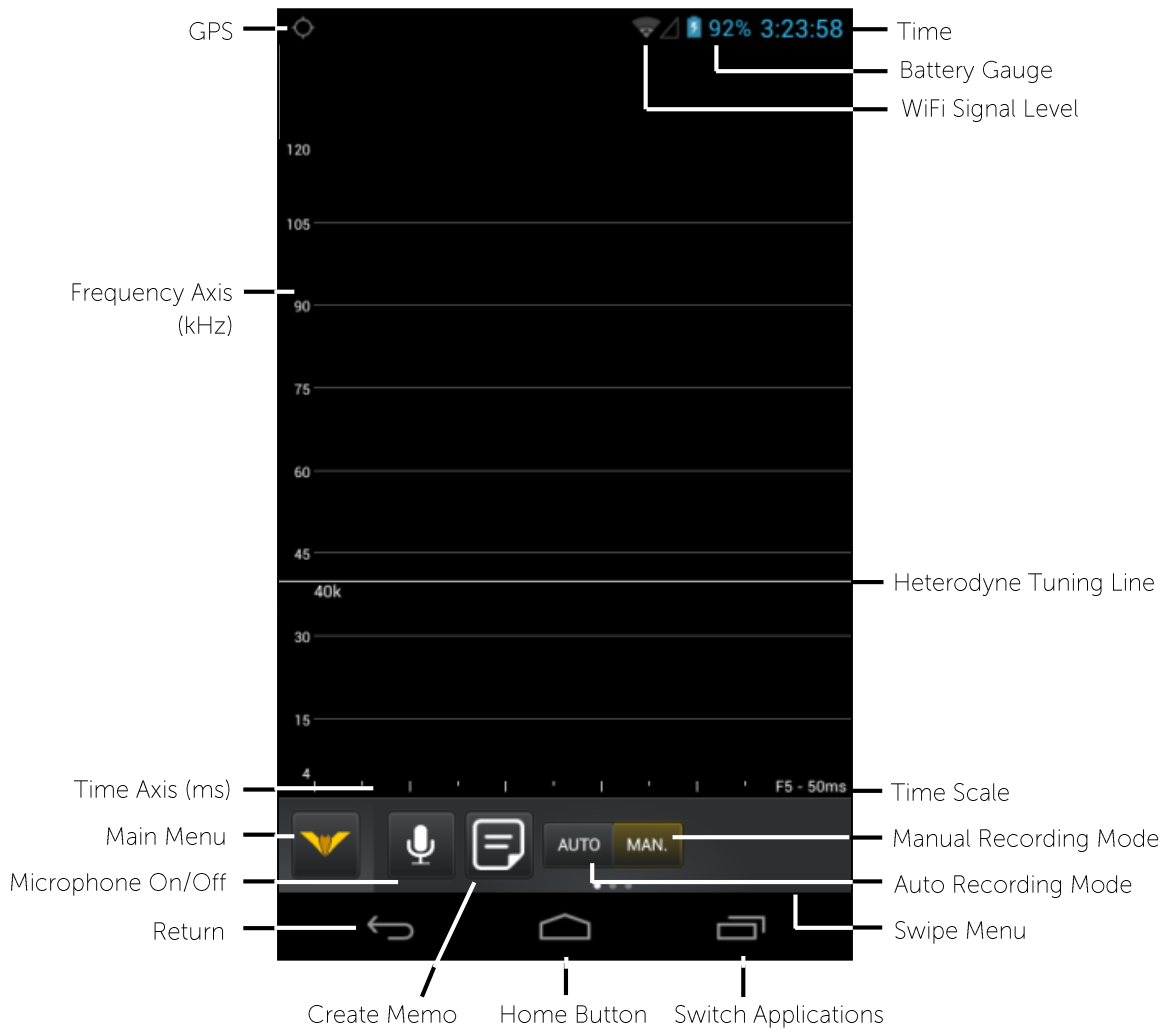 GPS
92% 3:23:58
Time
Battery Gauge
WiFi Signal Level
120
105
Frequency Axis
(kHz)
90
75
60
45
40k
Heterodyne Tuning Line
30
15
4
Time Axis (ms)
F5 - 50ms
Time Scale
Main Menu
AUTO
MAN.
Manual Recording Mode
Microphone On/Off
Auto Recording Mode
Return
Swipe Menu
Create Memo
Home Button
Switch Applications